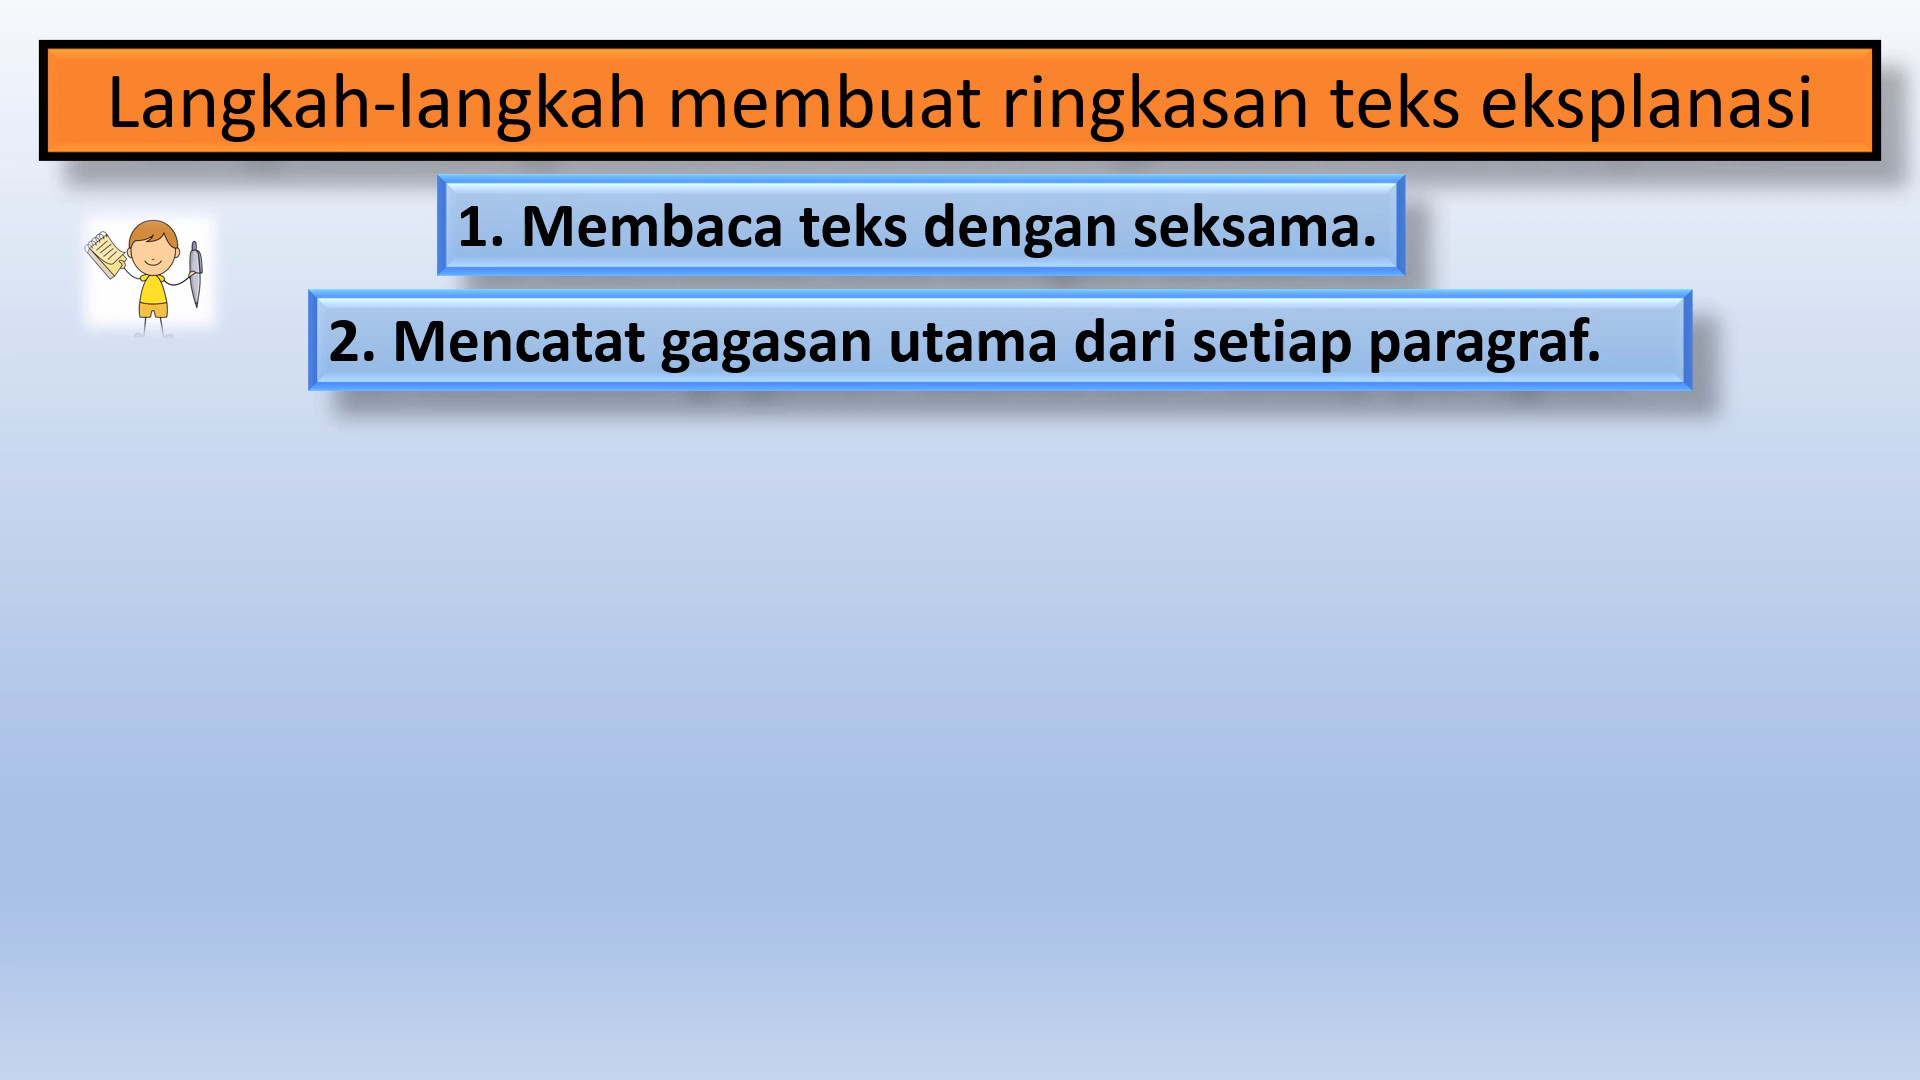 Langkah-langkah membuat ringkasan teks eksplanasi
1. Membaca teks dengan seksama.
2. Mencatat gagasan utama dari setiap paragraf.